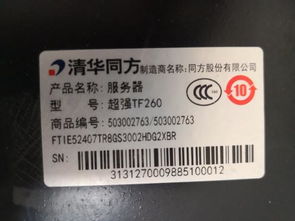 清华同方 制造商名称：同方股份有限公司
产品名称：服务器
型　　号：超强TF260
商品编号：503002763/503002763
FT1E52407TR8GS3002HDG2XBR
SN:
3131270009885100012
CCC
10